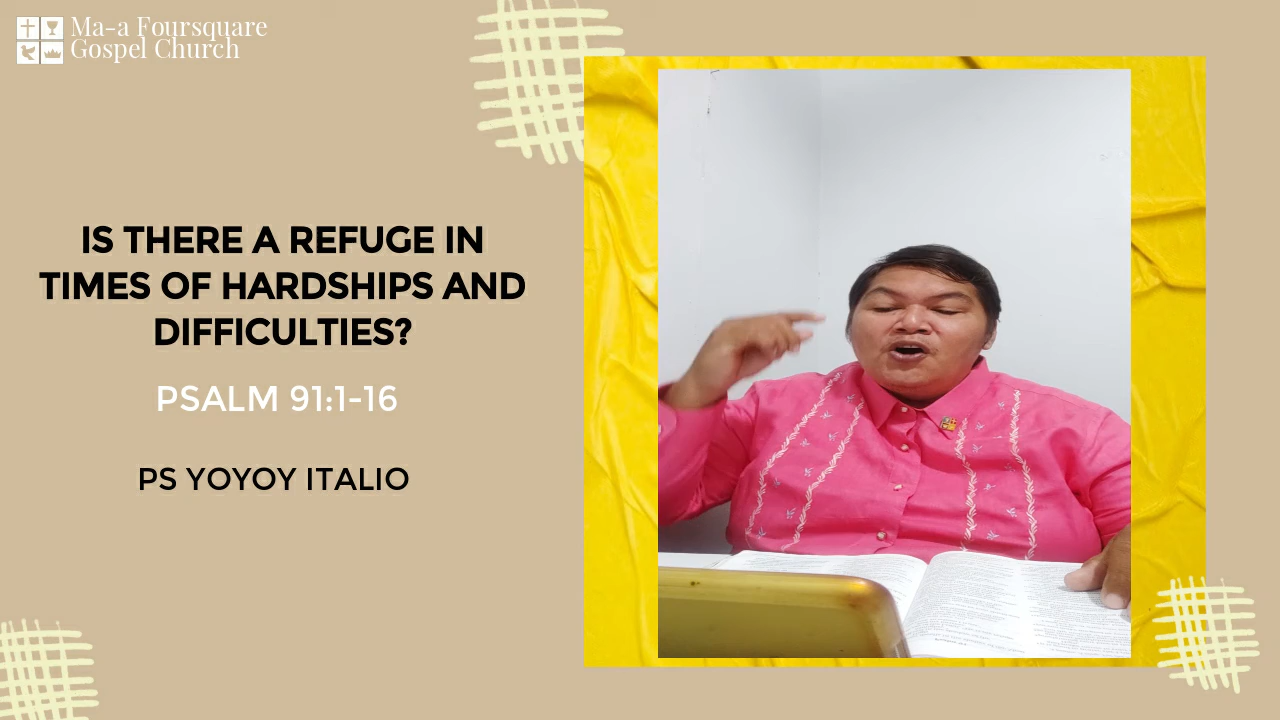 Ma-a Foursquare
Gospel Church
IS THERE A REFUGE IN
TIMES OF HARDSHIPS AND
DIFFICULTIES?
PSALM 91:1-16
PS YOYOY ITALIO